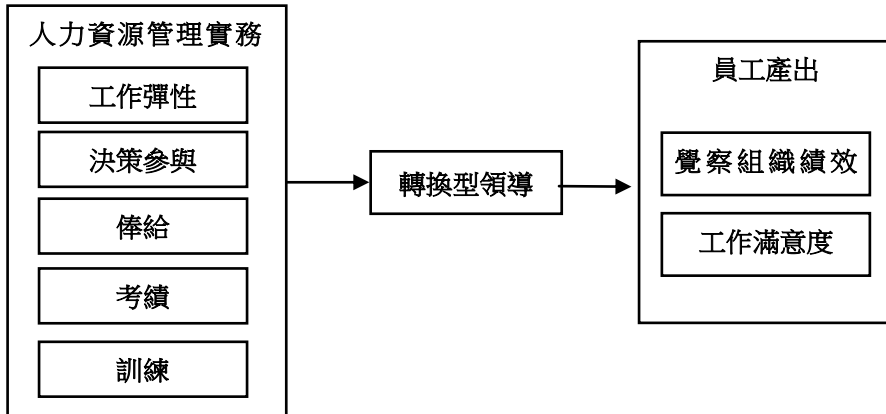 人力資源管理實務
工作彈性
決策參與
俸給
考績
訓練
轉換型領導
員工產出
覺察組織績效
工作滿意度